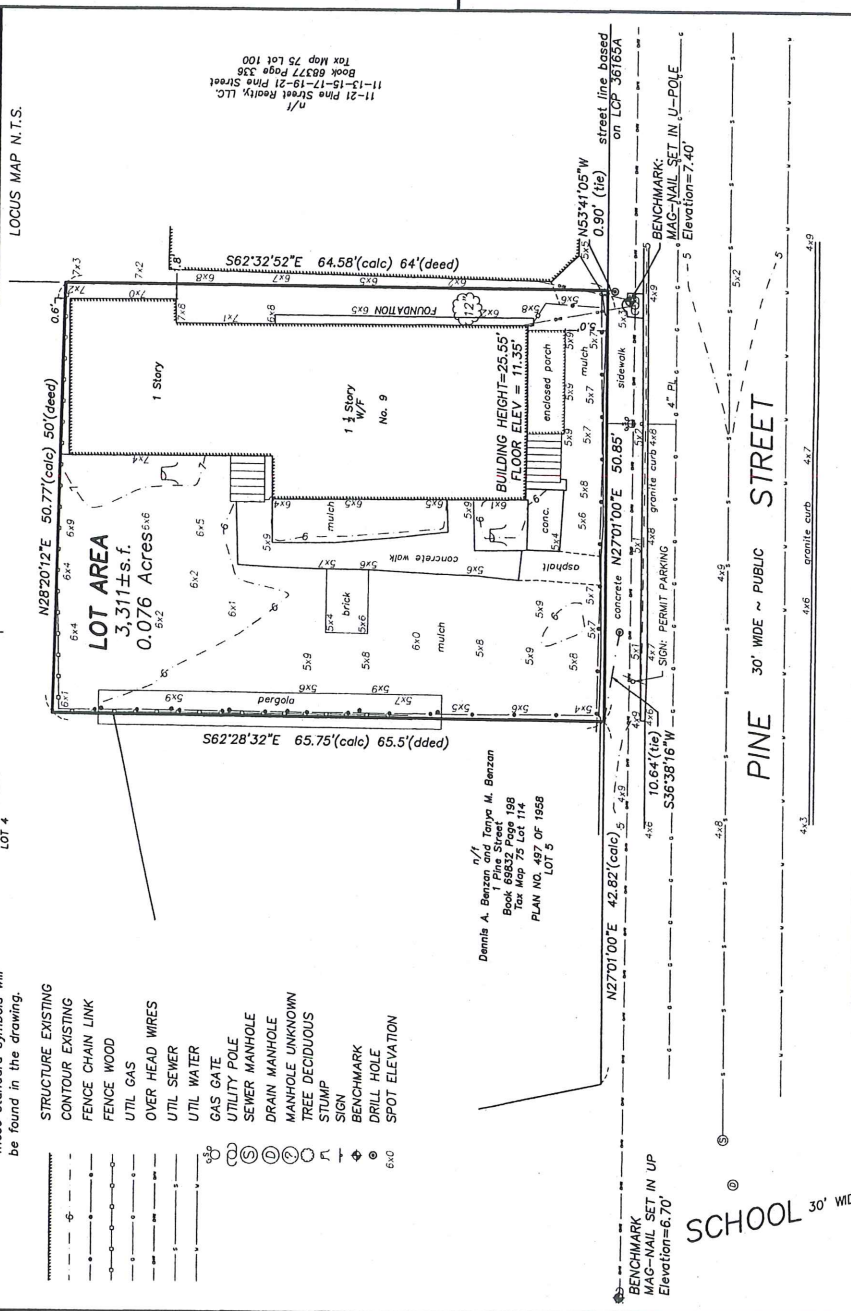 LOCUS MAP N.T.S.
n/f
11-21 Pine Street Realty, LLC.
11-13-15-17-19-21 Pine Street
Book 68377 Page 336
Tax Map 75 Lot 100
LOT 4
be found in the drawing.
STRUCTURE EXISTING
CONTOUR EXISTING
FENCE CHAIN LINK
FENCE WOOD
UTIL GAS
OVER HEAD WIRES
UTIL SEWER
UTIL WATER
GAS GATE
UTILITY POLE
SEWER MANHOLE
DRAIN MANHOLE
MANHOLE UNKNOWN
TREE DECIDUOUS
STUMP
SIGN
BENCHMARK
DRILL HOLE
6x0 SPOT ELEVATION
N28°20'12"E 50.77'(calc) 50'(deed)
S62°32'52"E 64.58'(calc) 64'(deed)
S62°28'32"E 65.75'(calc) 65.5'(dded)
LOT AREA
3,311±s.f.
0.076 Acres
1 Story
1 ½ Story
W/F
No. 9
FOUNDATION
12"
BUILDING HEIGHT=25.55'
FLOOR ELEV = 11.35'
enclosed porch
mulch
concrete walk
mulch
brick
mulch
conc.
asphalt
pergola
0.6'
5.0'
N53°41'05"W
0.90' (tie)
street line based
on LCP 36165A
BENCHMARK:
MAG-NAIL SET IN U-POLE
Elevation=7.40'
concrete N27°01'00"E 50.85'
sidewalk
granite curb
4" PL
SIGN: PERMIT PARKING
10.64'(tie)
S36°38'16"W
N27°01'00"E 42.82'(calc)
n/f
Dennis A. Benzan and Tanya M. Benzan
1 Pine Street
Book 69832 Page 198
Tax Map 75 Lot 114
PLAN NO. 497 OF 1958
LOT 5
PINE 30' WIDE ~ PUBLIC STREET
granite curb
BENCHMARK
MAG-NAIL SET IN UP
Elevation=6.70'
SCHOOL 30'